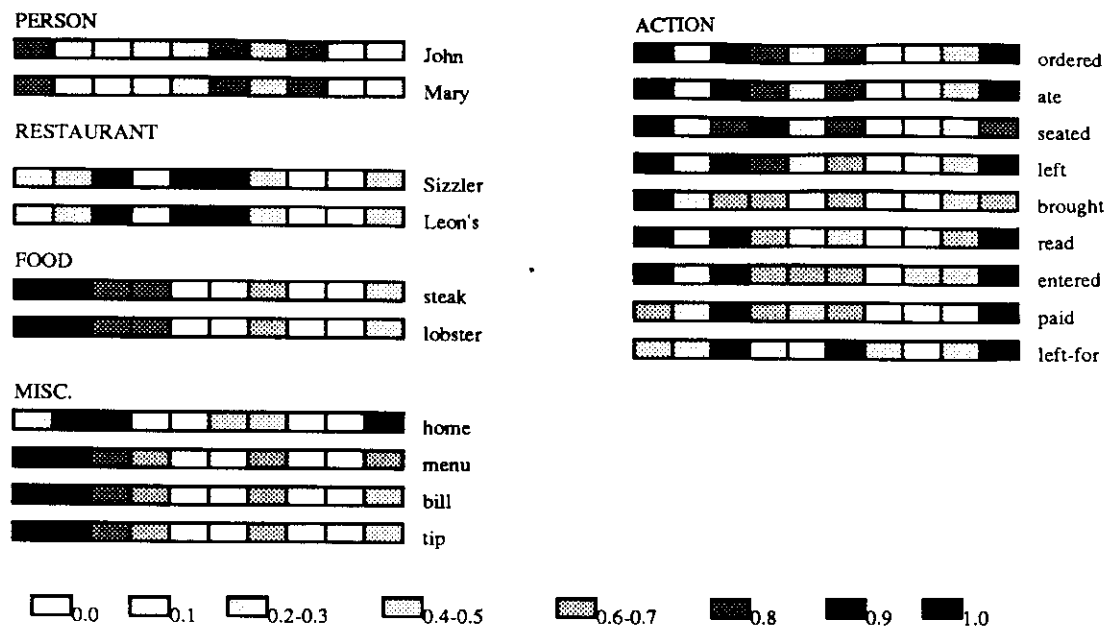 PERSON
John
Mary
RESTAURANT
Sizzler
Leon's
FOOD
steak
lobster
MISC.
home
menu
bill
tip
ACTION
ordered
ate
seated
left
brought
read
entered
paid
left-for
0.0 0.1 0.2-0.3 0.4-0.5 0.6-0.7 0.8 0.9 1.0